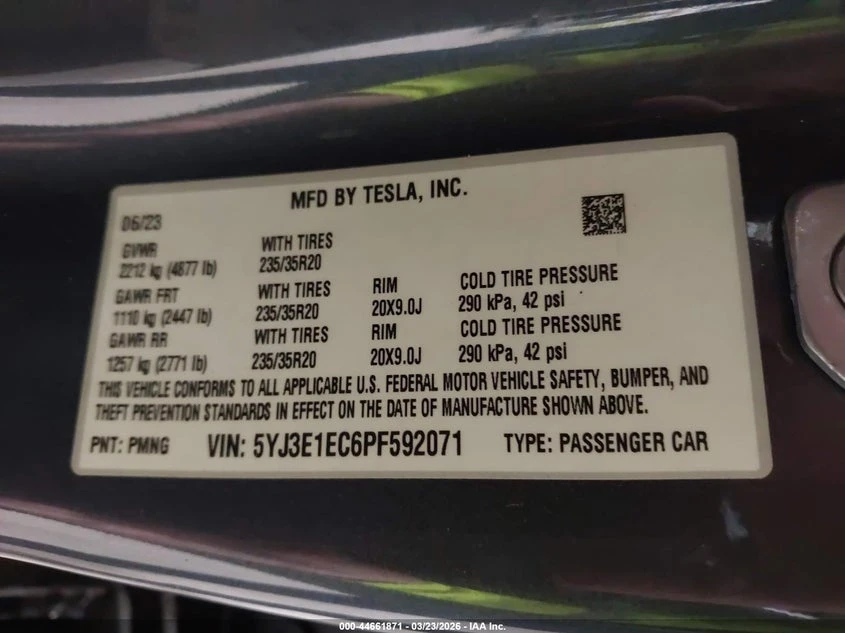 MFD BY TESLA, INC.
06/23
GVWR WITH TIRES
2212 kg (4877 lb) 235/35R20
GAWR FRT WITH TIRES RIM COLD TIRE PRESSURE
1110 kg (2447 lb) 235/35R20 20X9.0J 290 kPa, 42 psi
GAWR RR WITH TIRES RIM COLD TIRE PRESSURE
1257 kg (2771 lb) 235/35R20 20X9.0J 290 kPa, 42 psi
THIS VEHICLE CONFORMS TO ALL APPLICABLE U.S. FEDERAL MOTOR VEHICLE SAFETY, BUMPER, AND
THEFT PREVENTION STANDARDS IN EFFECT ON THE DATE OF MANUFACTURE SHOWN ABOVE.
PNT: PMNG VIN: 5YJ3E1EC6PF592071 TYPE: PASSENGER CAR
000-44661871 - 03/23/2026 - IAA Inc.